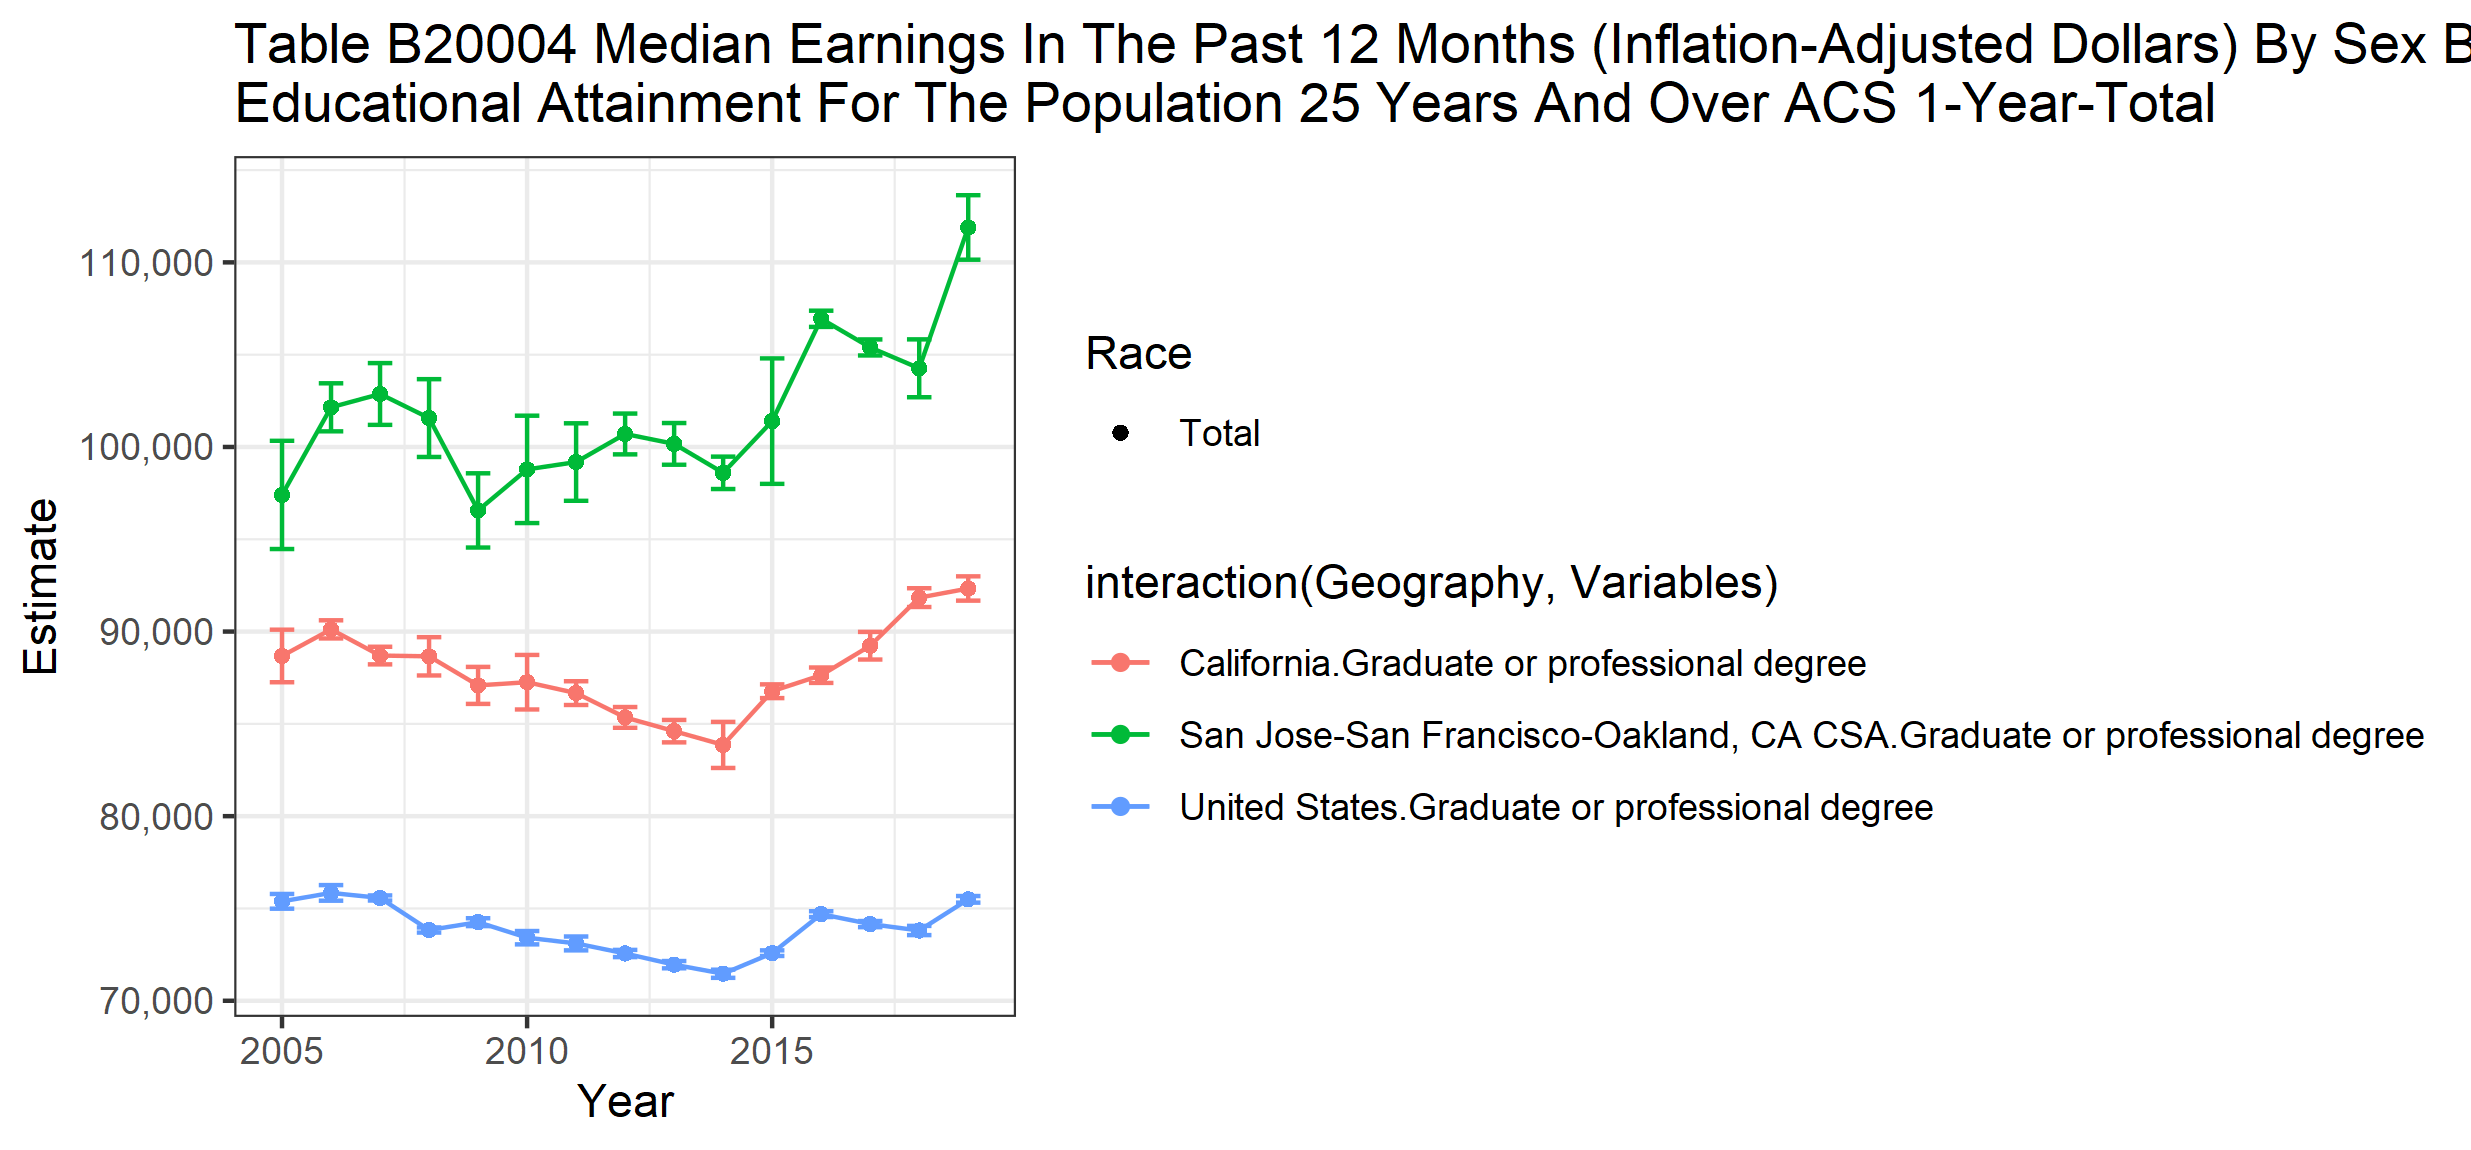 Table B20004 Median Earnings In The Past 12 Months (Inflation-Adjusted Dollars) By Sex B
Educational Attainment For The Population 25 Years And Over ACS 1-Year-Total
110,000
100,000
90,000
80,000
70,000
Estimate
2005 2010 2015
Year
Race
Total
interaction(Geography, Variables)
California.Graduate or professional degree
San Jose-San Francisco-Oakland, CA CSA.Graduate or professional degree
United States.Graduate or professional degree